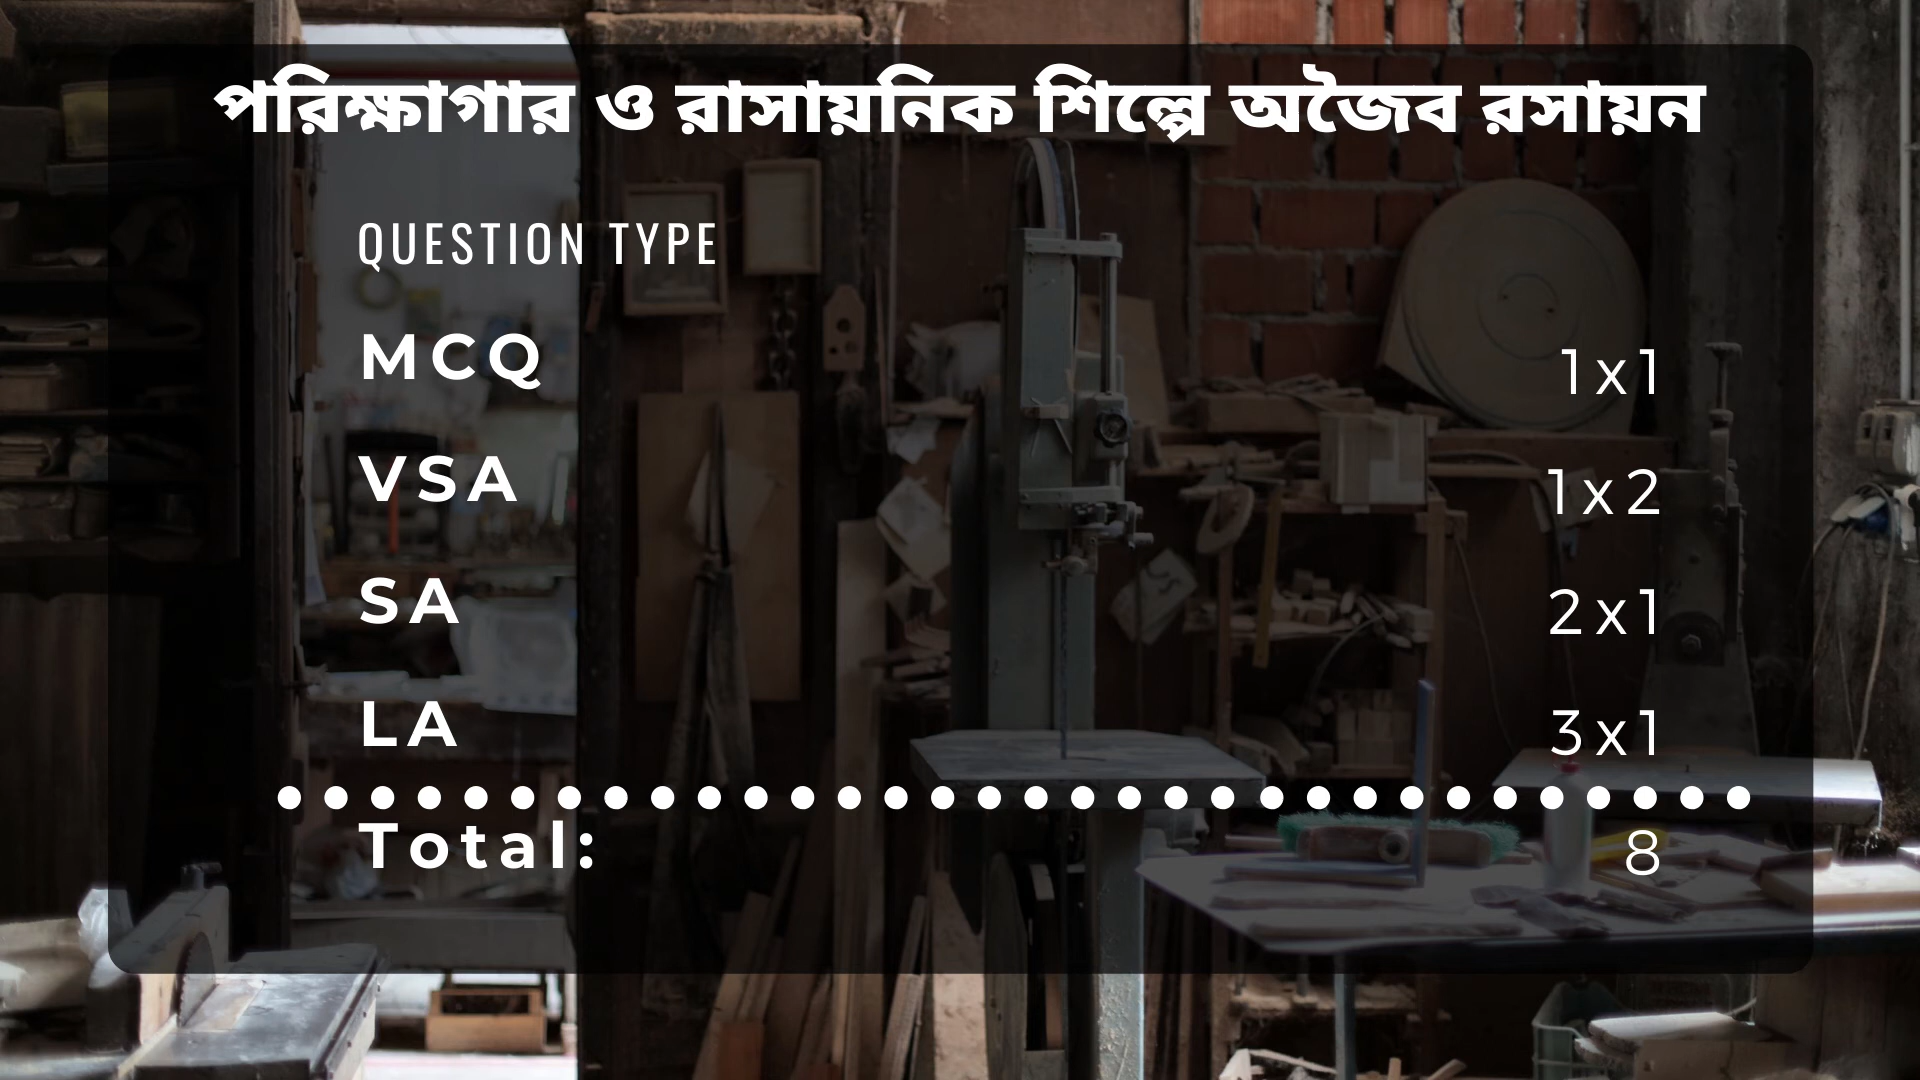 পরিক্ষাগার ও রাসায়নিক শিল্পে অজৈব রসায়ন
QUESTION TYPE
MCQ 1x1
VSA 1x2
SA 2x1
LA 3x1
Total: 8